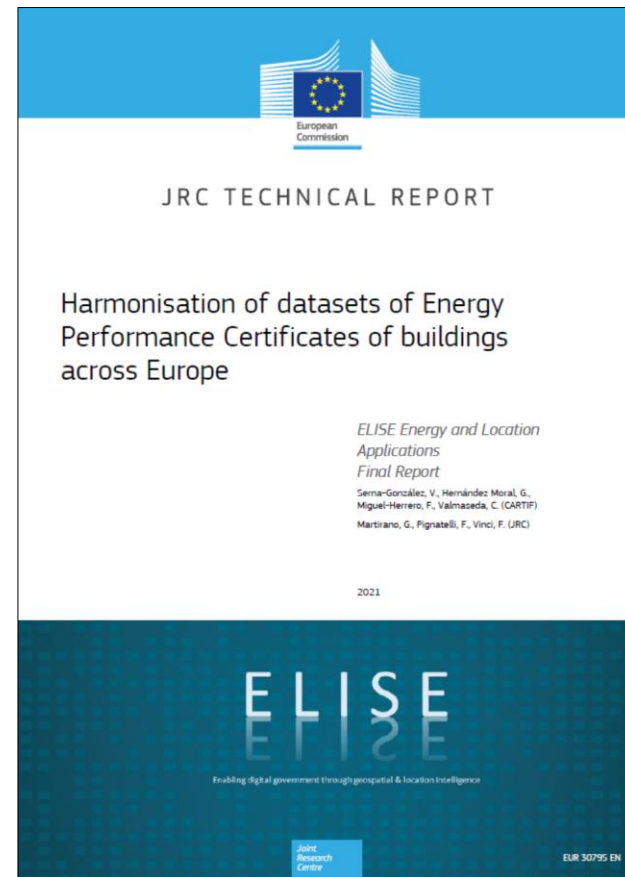 European
Commission
JRC TECHNICAL REPORT
Harmonisation of datasets of Energy
Performance Certificates of buildings
across Europe
ELISE Energy and Location
Applications
Final Report
Serna-González, V., Hernández Moral, G.,
Miguel-Herrero, F., Valmaseda, C. (CARTIF)
Martirano, G., Pignatelli, F., Vinci, F. (JRC)
2021
ELISE
Enabling digital government through geospatial & location intelligence
Joint
Research
Centre
EUR 30795 EN